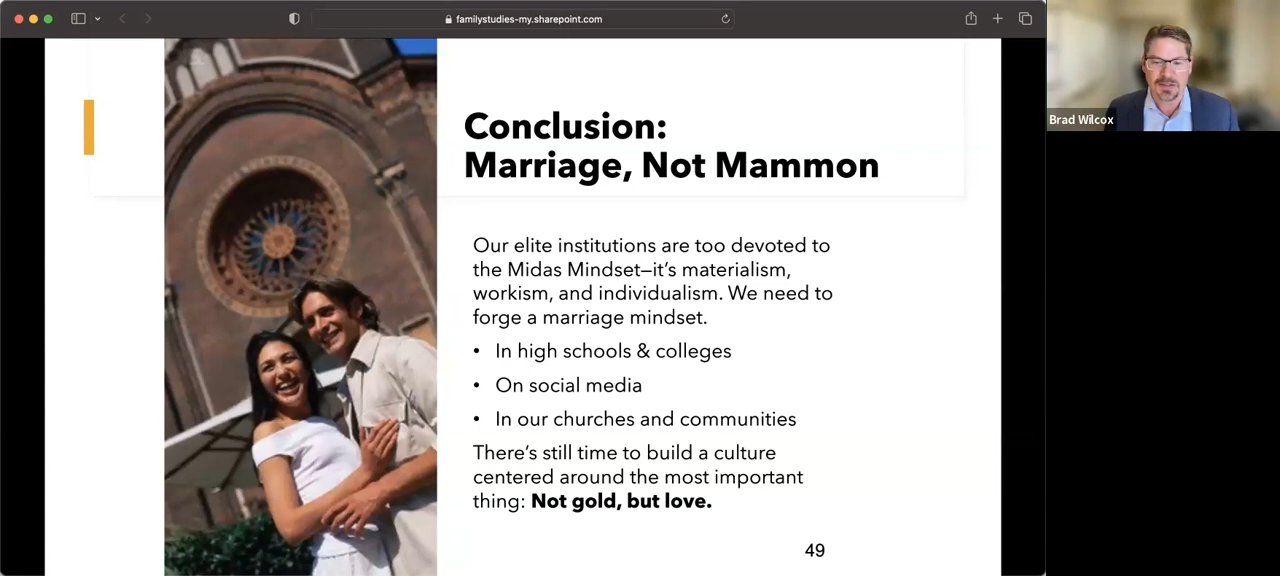 familystudies-my.sharepoint.com
Brad Wilcox
Conclusion:
Marriage, Not Mammon
Our elite institutions are too devoted to
the Midas Mindset—it’s materialism,
workism, and individualism. We need to
forge a marriage mindset.
• In high schools & colleges
• On social media
• In our churches and communities
There’s still time to build a culture
centered around the most important
thing: Not gold, but love.
49